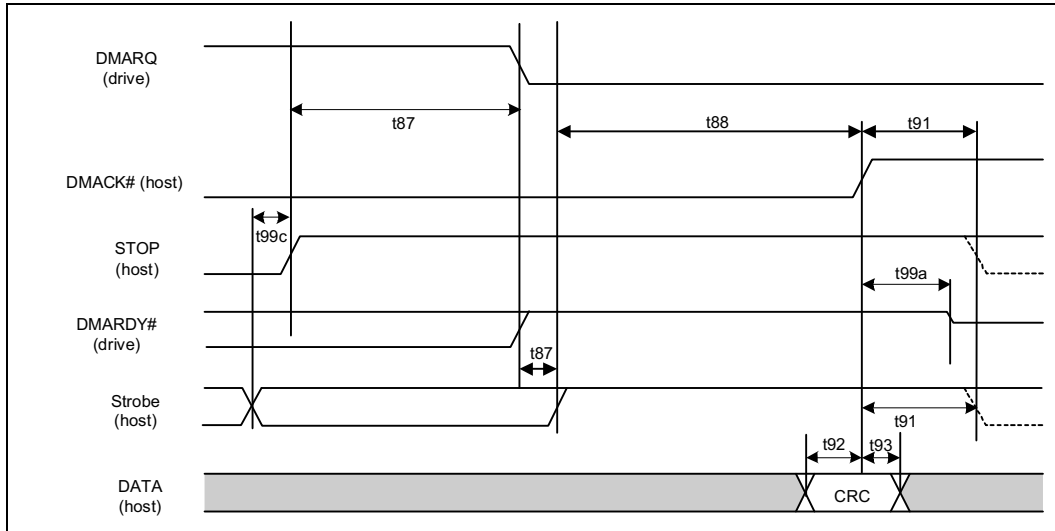 DMARQ
(drive)
t87
t88
t91
DMACK# (host)
t99c
STOP
(host)
t99a
DMARDY#
(drive)
t87
Strobe
(host)
t91
t92
t93
DATA
(host)
CRC